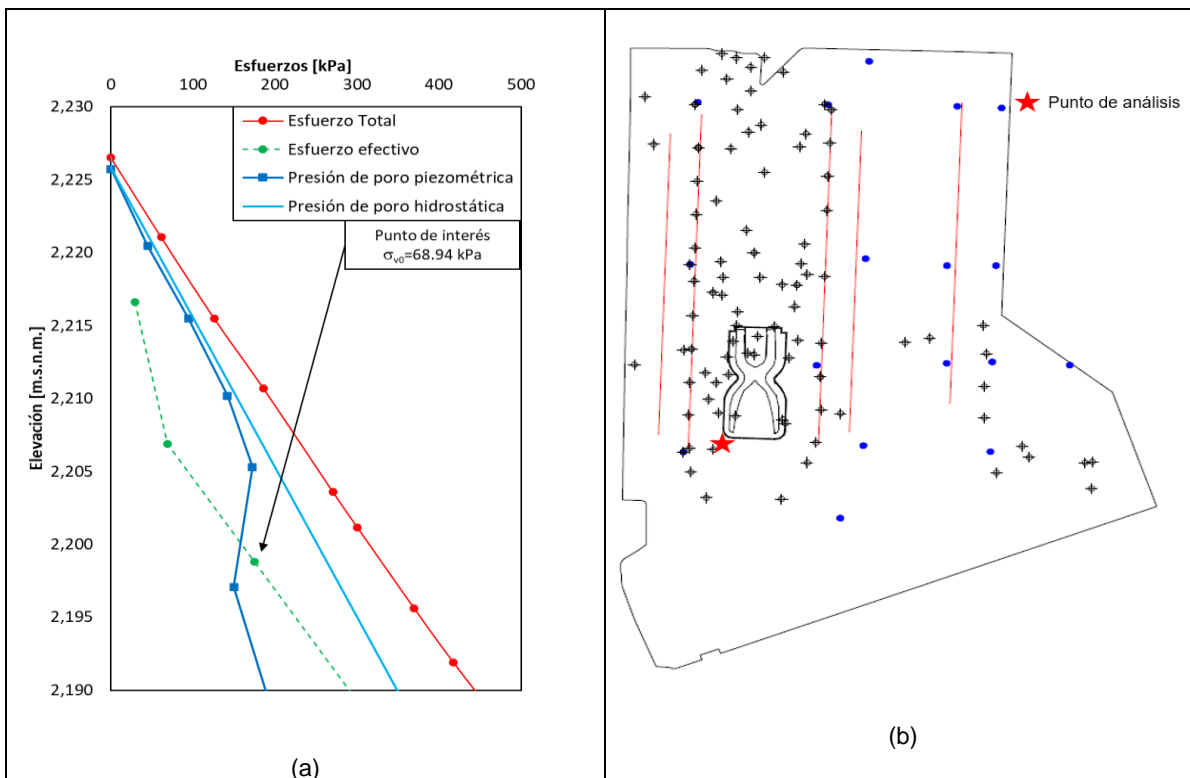 Esfuerzos [kPa]
0 100 200 300 400 500
2,230
2,225
2,220
2,215
2,210
2,205
2,200
2,195
2,190
Elevación [m.s.n.m.]
Esfuerzo Total
Esfuerzo efectivo
Presión de poro piezométrica
Presión de poro hidrostática
Punto de interés
σv0=68.94 kPa
(a)
Punto de análisis
(b)